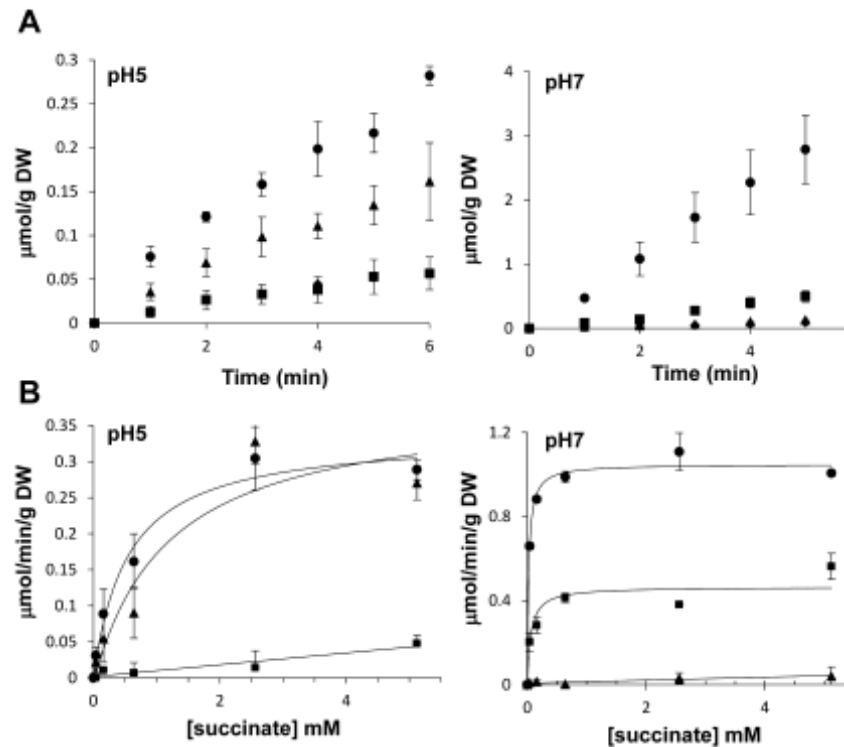 A
pH5
µmol/g DW
0.3
0.25
0.2
0.15
0.1
0.05
0
0 2 4 6
Time (min)
pH7
µmol/g DW
4
3
2
1
0
0 2 4
Time (min)
B
pH5
µmol/min/g DW
0.35
0.3
0.25
0.2
0.15
0.1
0.05
0
0 2 4
[succinate] mM
pH7
µmol/min/g DW
1.2
0.8
0.4
0
0 2 4
[succinate] mM